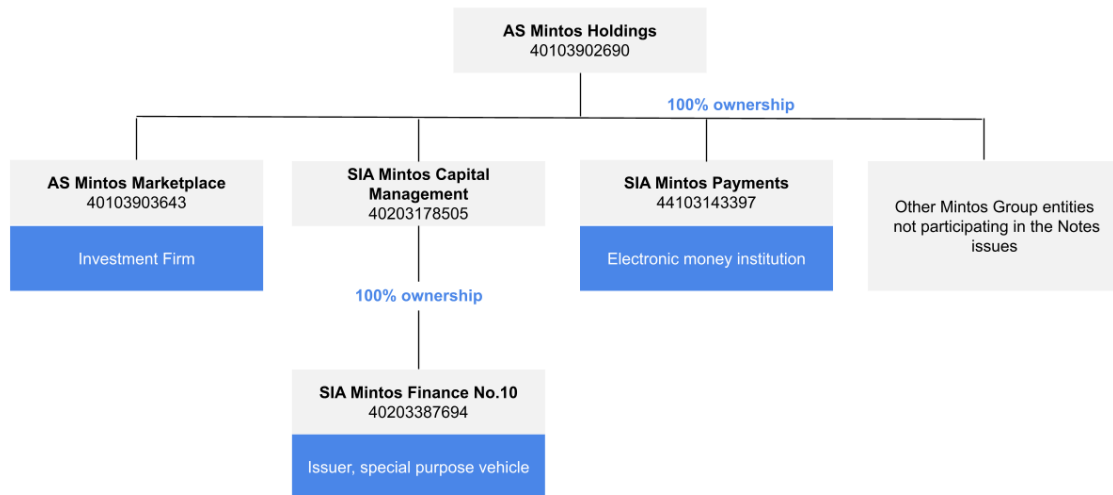 AS Mintos Holdings
40103902690
100% ownership
AS Mintos Marketplace
40103903643
Investment Firm
SIA Mintos Capital
Management
40203178505
SIA Mintos Payments
44103143397
Electronic money institution
Other Mintos Group entities
not participating in the Notes
issues
100% ownership
SIA Mintos Finance No.10
40203387694
Issuer, special purpose vehicle